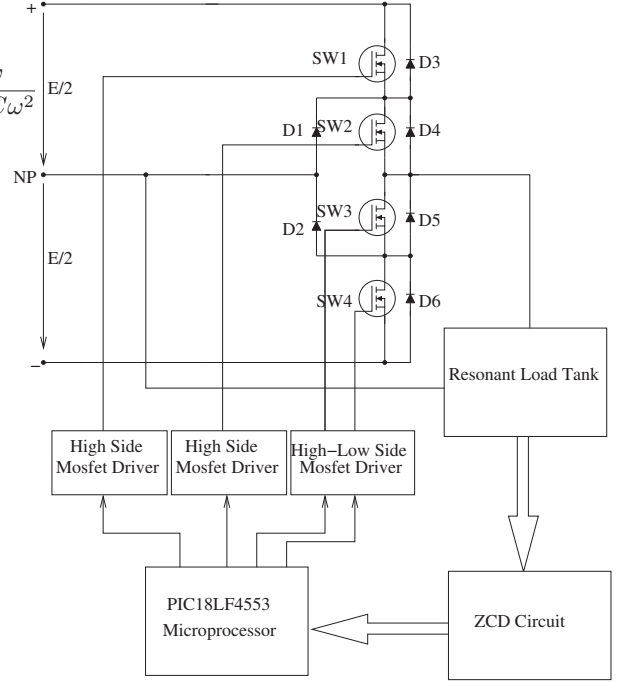 +
SW1
D3
E/2
Cω²
D1
SW2
D4
NP
SW3
D2
D5
E/2
SW4
D6
−
Resonant Load Tank
High Side
Mosfet Driver
High Side
Mosfet Driver
High−Low Side
Mosfet Driver
PIC18LF4553
Microprocessor
ZCD Circuit